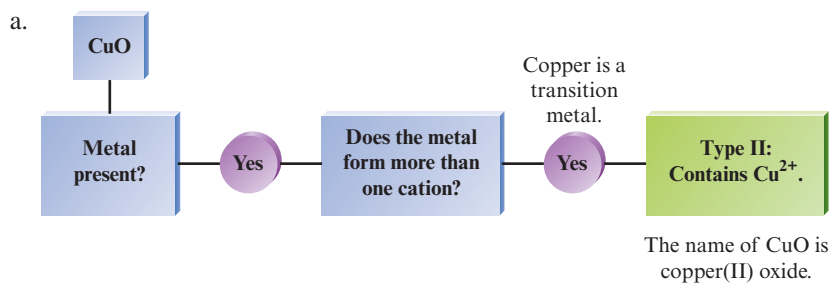 a.
CuO
Metal
present?
Yes
Does the metal
form more than
one cation?
Copper is a
transition
metal.
Yes
Type II:
Contains Cu²⁺.
The name of CuO is
copper(II) oxide.